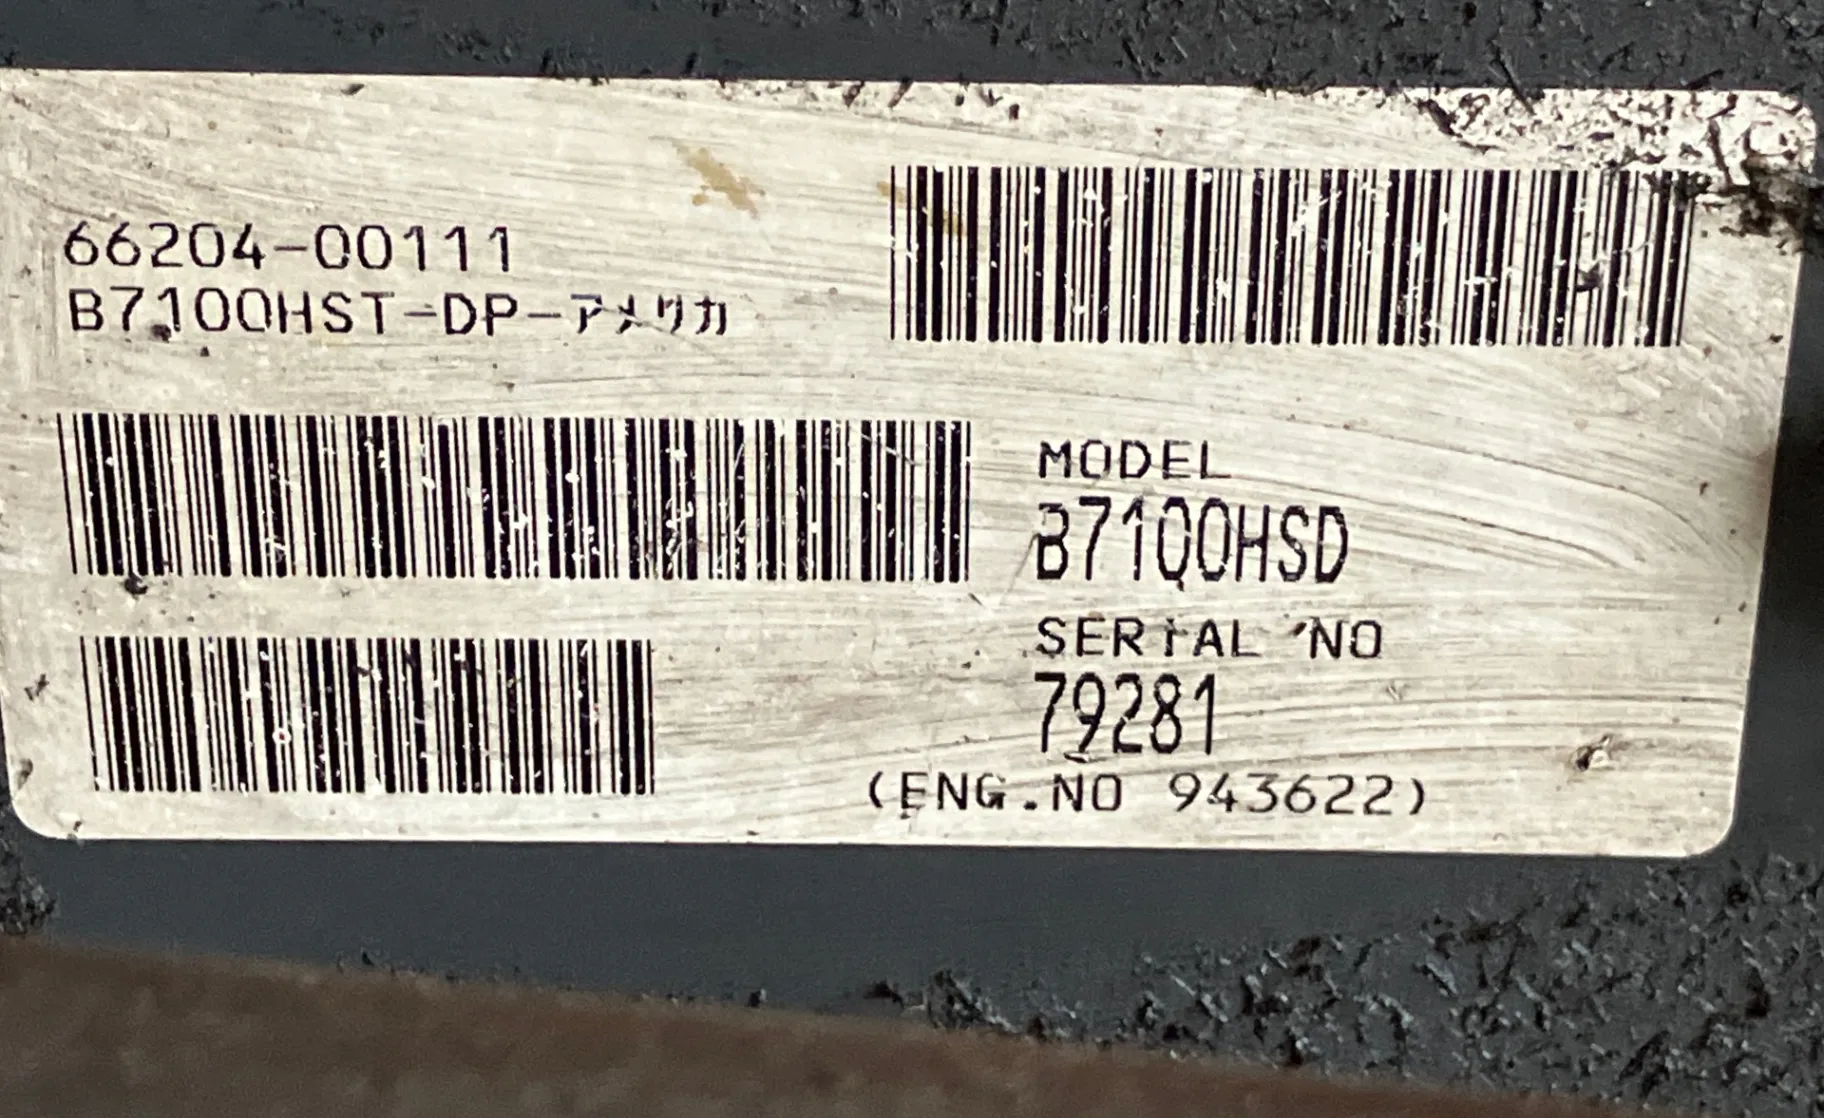 66204-00111
B7100HST-DP-アメリカ
MODEL
B7100HSD
SERIAL NO
79281
(ENG.NO 943622)